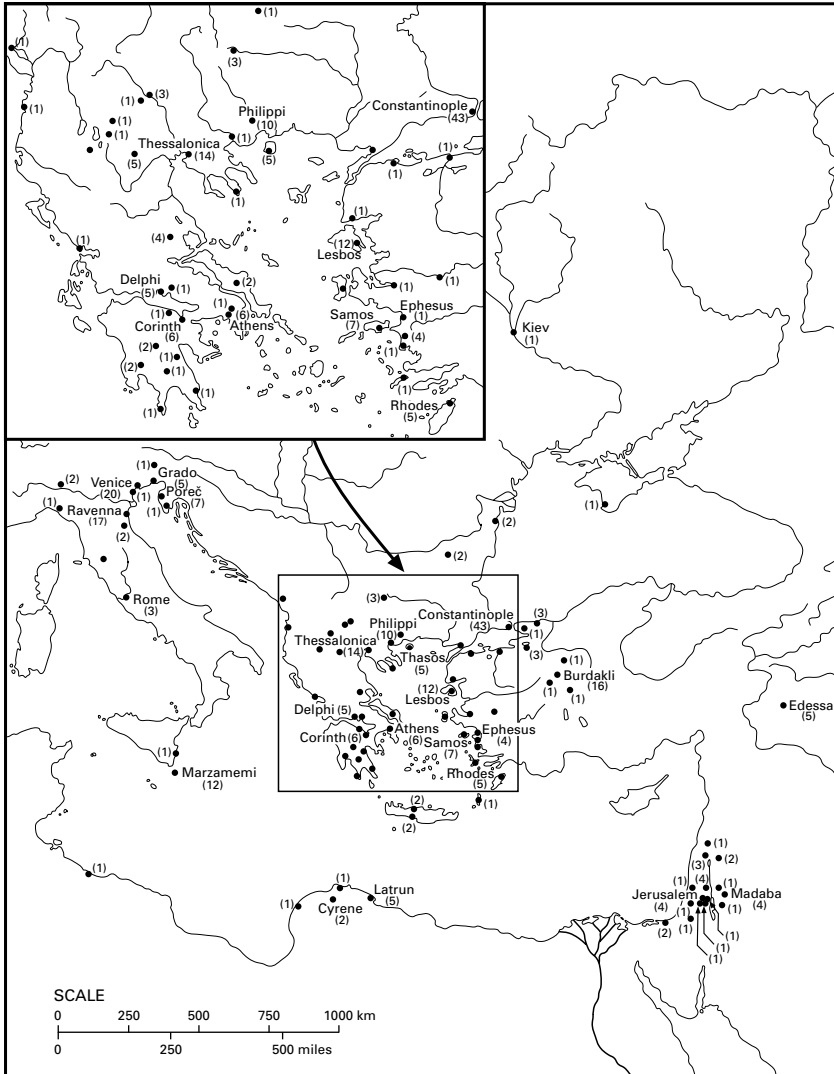 (1)
(1)
(3)
(1)
(3)
(1)
(1)
(1)
Philippi
(10)
Constantinople
(43)
Thessalonica
(14)
(5)
(1)
(5)
(1)
(1)
(1)
(1)
(4)
(1)
(12)
Lesbos
(2)
(1)
(1)
Delphi
(5)
(1)
(1)
Corinth
(6)
(1)
(6)
Athens
Samos
(7)
Ephesus
(1)
(4)
(1)
(2)
(2)
(1)
(1)
(1)
(1)
(1)
Rhodes
(5)
Kiev
(1)
(1)
Grado
(5)
(2)
Venice
(20)
(1)
Poreč
(7)
(1)
(1)
Ravenna
(17)
(2)
(2)
(2)
(1)
Rome
(3)
(3)
Constantinople
(43)
(3)
(1)
(3)
Philippi
(10)
Thessalonica
(14)
Thasos
(5)
(1)
Burdakli
(16)
(1)
(1)
(12)
Lesbos
Edessa
(5)
Delphi (5)
Corinth (6)
Athens
(6)
Samos
(7)
Ephesus
(4)
Rhodes
(5)
(1)
(1)
Marzamemi
(12)
(2)
(2)
(1)
(1)
(1)
Cyrene
(2)
Latrun
(5)
(1)
(3)
(2)
(1)
(4)
(1)
Jerusalem
(4)
Madaba
(4)
(1)
(1)
(1)
(2)
(1)
(1)
(1)
SCALE
0 250 500 750 1000 km
0 250 500 miles